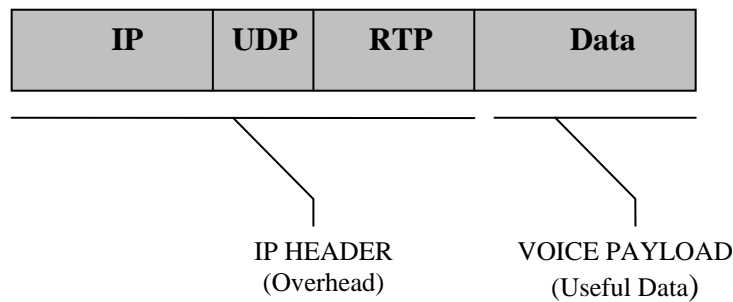 IP UDP RTP Data
IP HEADER
(Overhead)
VOICE PAYLOAD
(Useful Data)